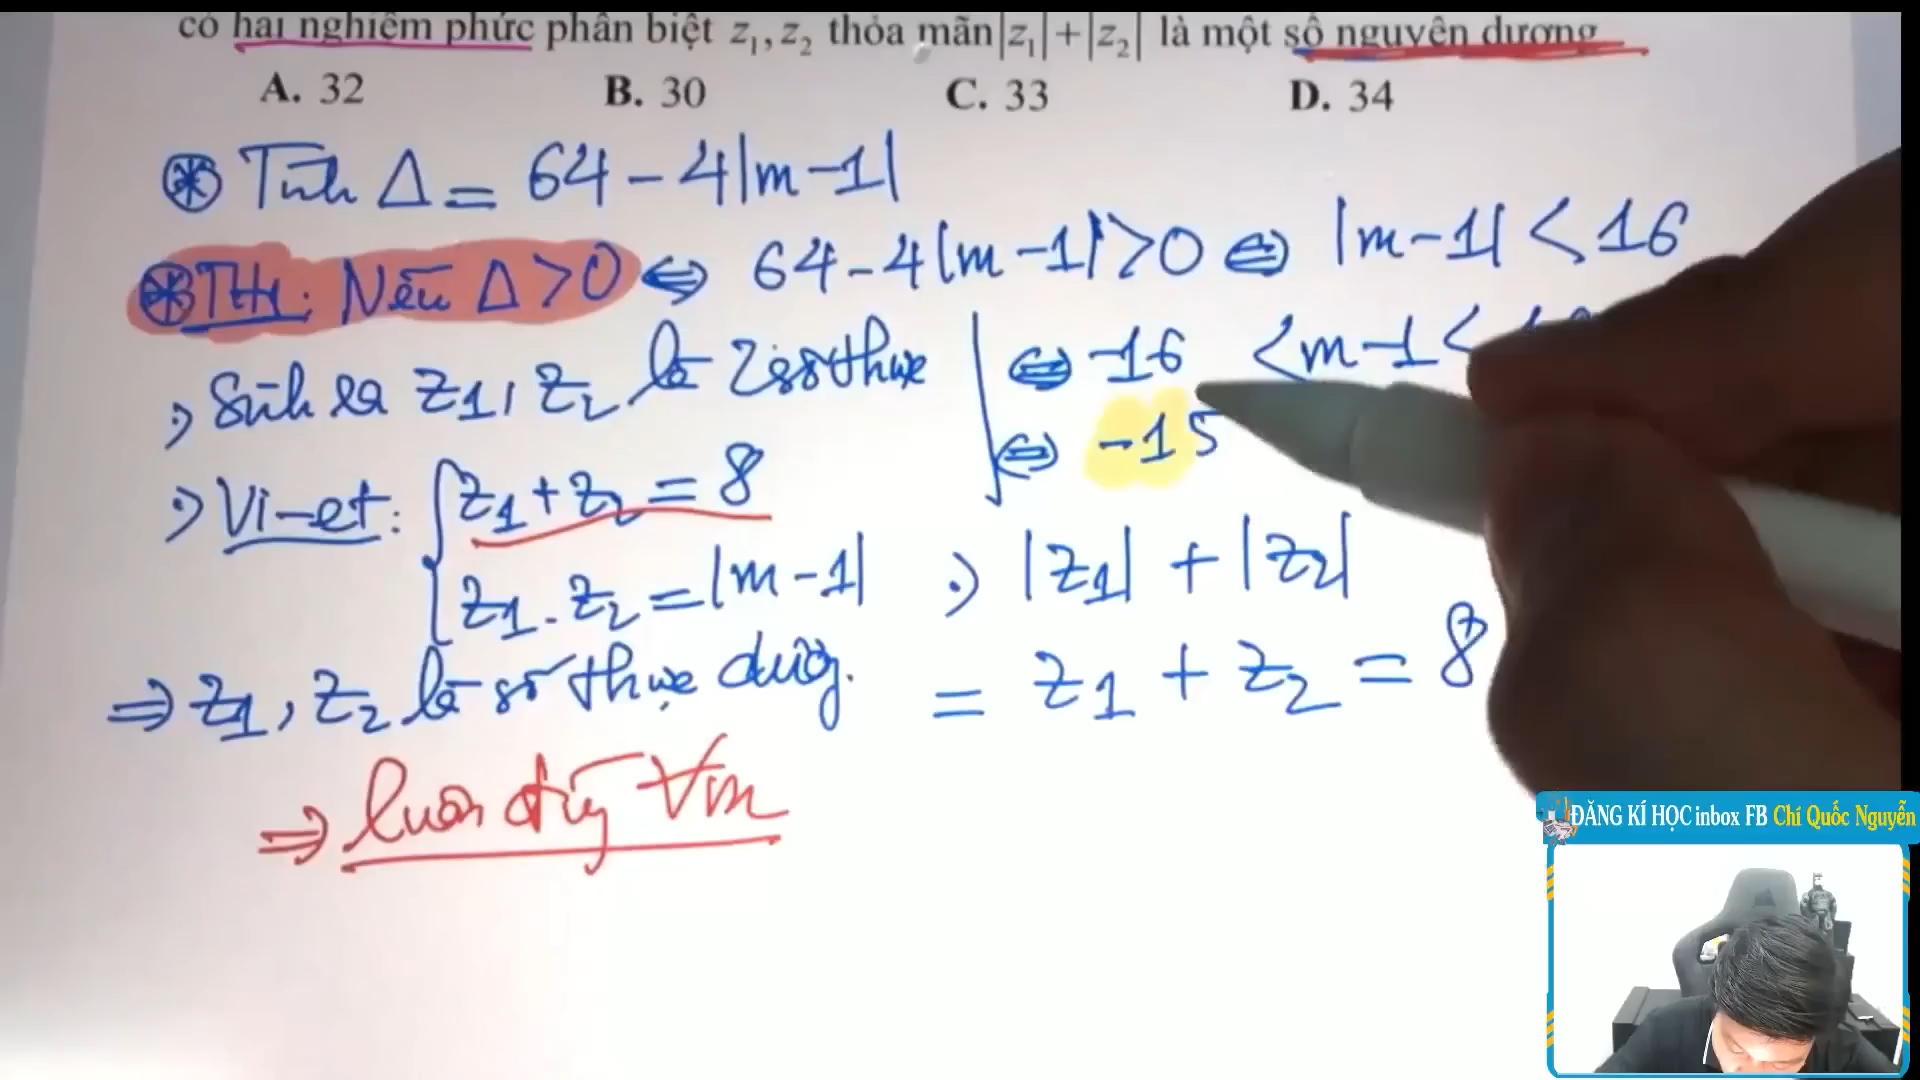 có hai nghiệm phức phân biệt z₁, z₂ thỏa mãn |z₁| + |z₂| là một số nguyên dương
A. 32 B. 30 C. 33 D. 34
⊛ Tính Δ = 64 - 4|m-1|
⊛ TH1: Nếu Δ > 0 ⇔ 64 - 4|m-1| > 0 ⇔ |m-1| < 16
⇔ -16 < m-1 <
⇔ -15
•) Sinh ra z₁, z₂ là 2 số thực
•) Vi-et: { z₁ + z₂ = 8
z₁ . z₂ = |m-1|
•) |z₁| + |z₂|
= z₁ + z₂ = 8
⇒ z₁, z₂ là số thực dương.
⇒ luôn đúng ∀m
ĐĂNG KÍ HỌC inbox FB Chí Quốc Nguyễn